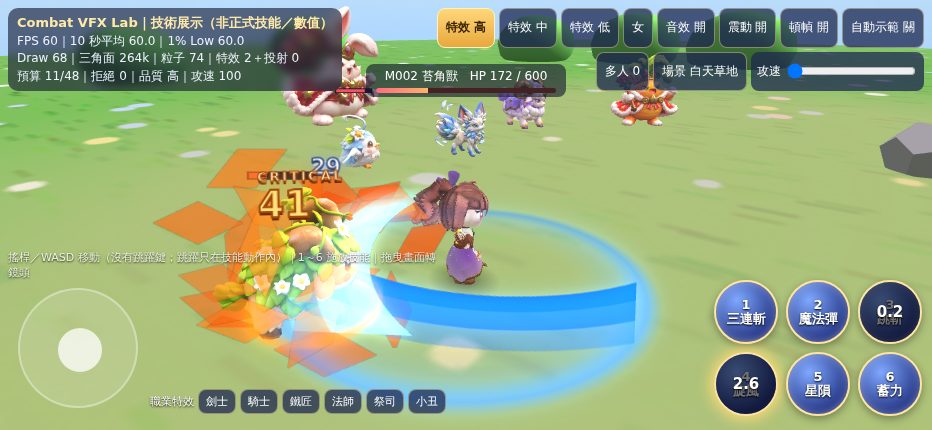 Combat VFX Lab｜技術展示（非正式技能／數值）
FPS 60｜10 秒平均 60.0｜1% Low 60.0
Draw 68｜三角面 264k｜粒子 74｜特效 2＋投射 0
預算 11/48｜拒絕 0｜品質 高｜攻速 100
特效 高
特效 中
特效 低
女
音效 開
震動 開
頓幀 開
自動示範 關
多人 0
場景 白天草地
攻速
M002 苔角獸 HP 172 / 600
29
CRITICAL
41
搖桿／WASD 移動（沒有跳躍鍵；跳躍只在技能動作內）｜1～6 施放技能｜拖曳畫面轉
鏡頭
1
三連斬
2
魔法彈
3
0.2
4
2.6
旋風
5
星隕
6
蓄力
職業特效
劍士
騎士
鐵匠
法師
祭司
小丑